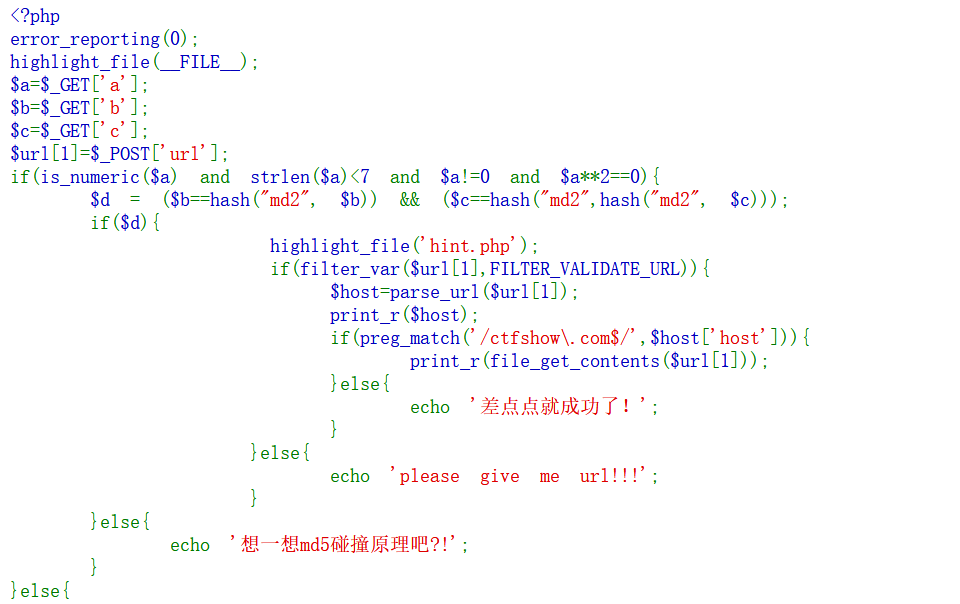 <?php
error_reporting(0);
highlight_file(__FILE__);
$a=$_GET['a'];
$b=$_GET['b'];
$c=$_GET['c'];
$url[1]=$_POST['url'];
if(is_numeric($a) and strlen($a)<7 and $a!=0 and $a**2==0){
$d = ($b==hash("md2", $b)) && ($c==hash("md2",hash("md2", $c)));
if($d){
highlight_file('hint.php');
if(filter_var($url[1],FILTER_VALIDATE_URL)){
$host=parse_url($url[1]);
print_r($host);
if(preg_match('/ctfshow\.com$/',$host['host'])){
print_r(file_get_contents($url[1]));
}else{
echo '差点点就成功了！';
}
}else{
echo 'please give me url!!!';
}
}else{
echo '想一想md5碰撞原理吧?!';
}
}else{